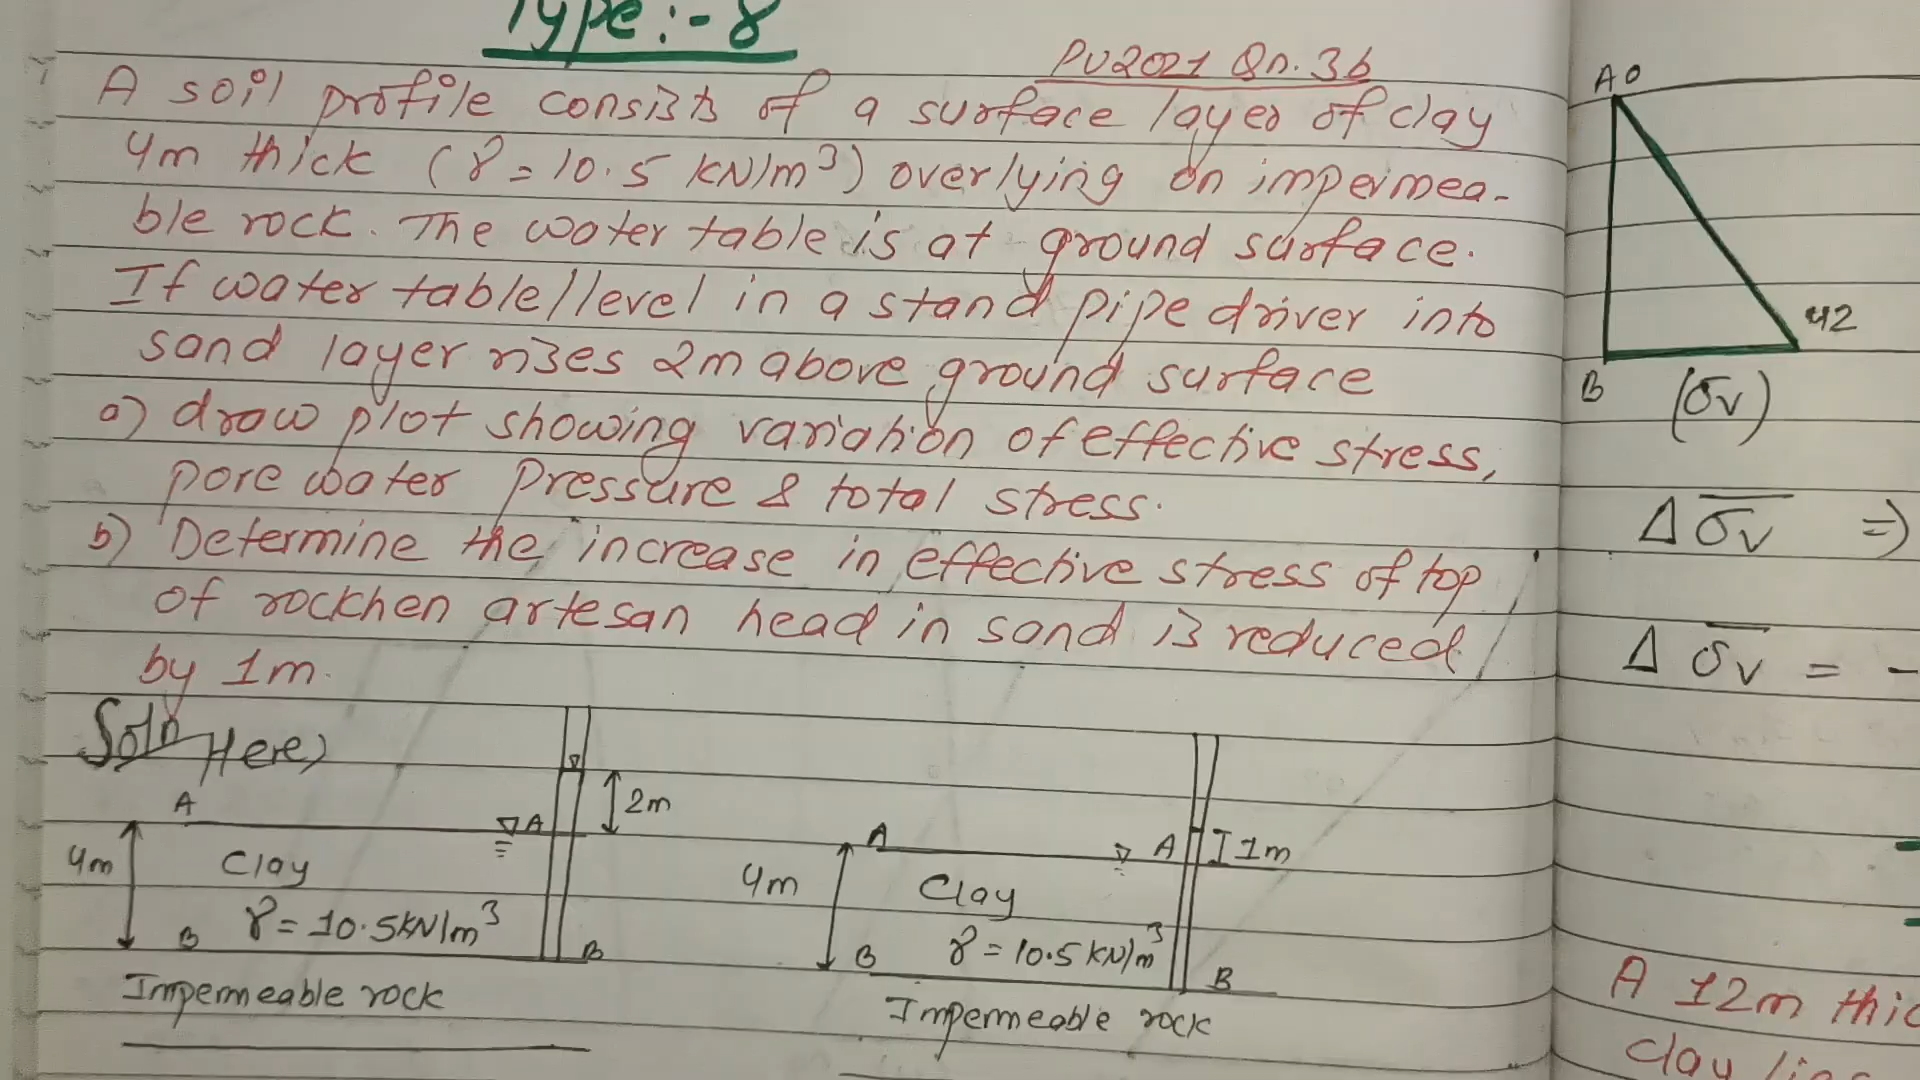 Type:- 8
PU2021 Qn. 3b
A soil profile consists of a surface layer of clay
4m thick (γ = 10.5 KN/m³) overlying on impermea-
ble rock. The water table is at ground surface.
If water table/level in a stand pipe driver into
sand layer rises 2m above ground surface
a) draw plot showing variation of effective stress,
pore water pressure & total stress.
b) Determine the increase in effective stress of top
of rockhen artesan head in sand is reduced
by 1m.
Soln Here,
A
A
2m
4m
Clay
γ = 10.5KN/m³
B
B
Impermeable rock
A
A
1m
4m
Clay
γ = 10.5 KN/m³
B
B
Impermeable rock
A 0
42
B
(σv)
Δ σ̅v̅ =)
Δ σ̅v = -
A 12m thic
clay